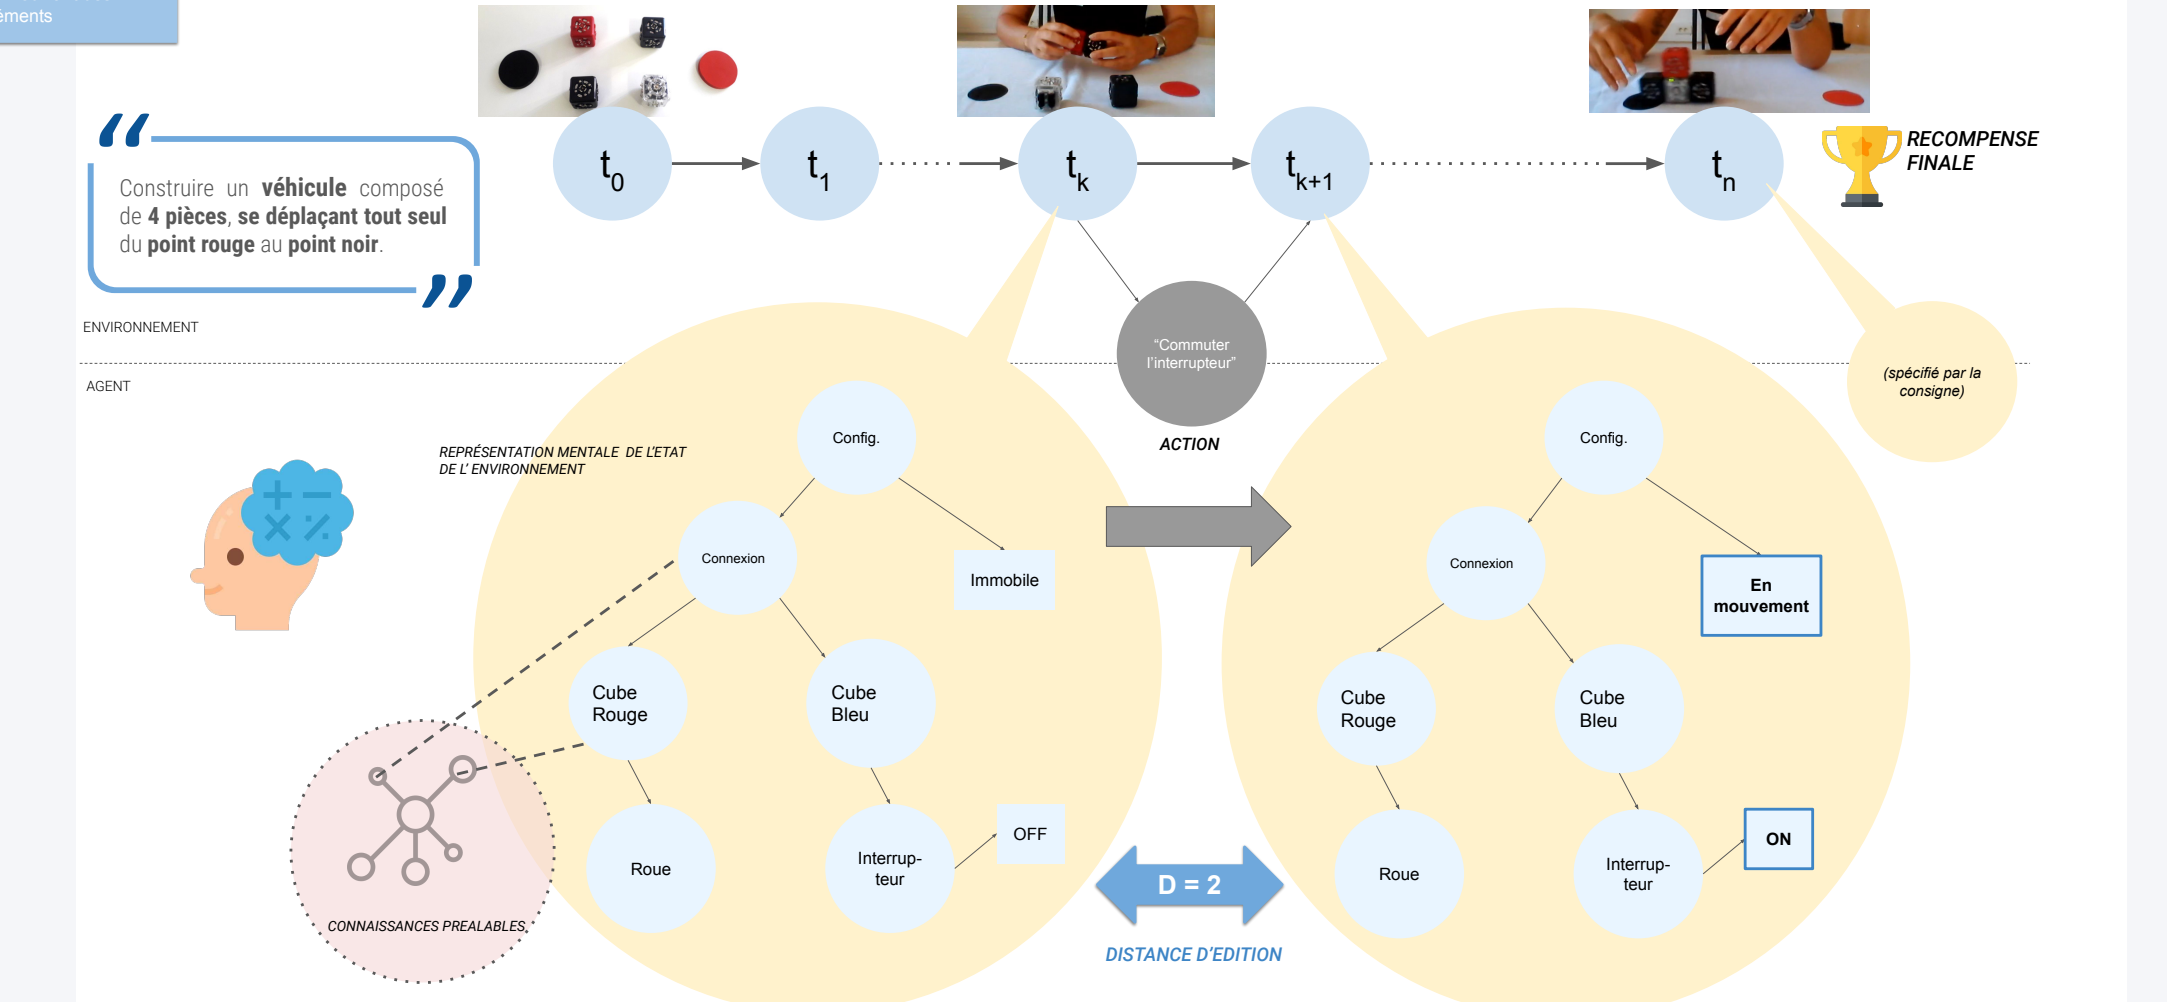 éments
“
Construire un véhicule composé
de 4 pièces, se déplaçant tout seul
du point rouge au point noir.
”
t0
t1
tk
tk+1
tn
RECOMPENSE
FINALE
ENVIRONNEMENT
AGENT
“Commuter
l’interrupteur”
ACTION
(spécifié par la
consigne)
REPRÉSENTATION MENTALE DE L’ETAT
DE L’ ENVIRONNEMENT
Config.
Connexion
Immobile
Cube
Rouge
Cube
Bleu
Roue
Interrup-
teur
OFF
Config.
Connexion
En
mouvement
Cube
Rouge
Cube
Bleu
Roue
Interrup-
teur
ON
D = 2
DISTANCE D’EDITION
CONNAISSANCES PREALABLES